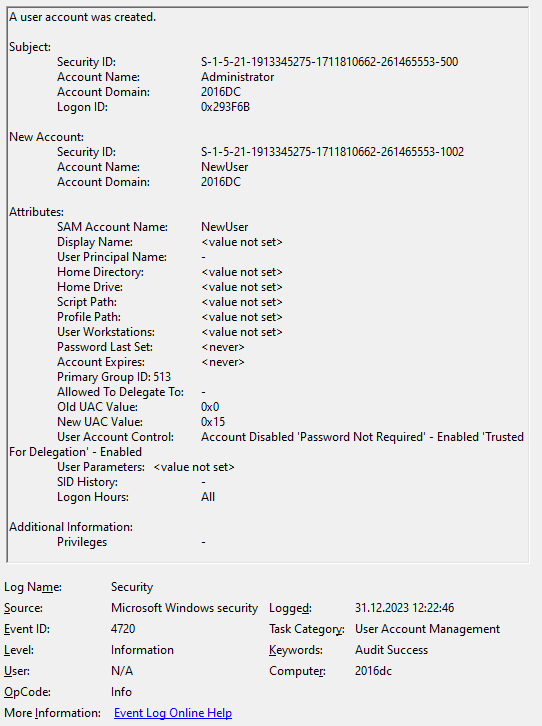 A user account was created.
Subject:
Security ID: S-1-5-21-1913345275-1711810662-261465553-500
Account Name: Administrator
Account Domain: 2016DC
Logon ID: 0x293F6B
New Account:
Security ID: S-1-5-21-1913345275-1711810662-261465553-1002
Account Name: NewUser
Account Domain: 2016DC
Attributes:
SAM Account Name: NewUser
Display Name: <value not set>
User Principal Name: -
Home Directory: <value not set>
Home Drive: <value not set>
Script Path: <value not set>
Profile Path: <value not set>
User Workstations: <value not set>
Password Last Set: <never>
Account Expires: <never>
Primary Group ID: 513
Allowed To Delegate To: -
Old UAC Value: 0x0
New UAC Value: 0x15
User Account Control: Account Disabled 'Password Not Required' - Enabled 'Trusted
For Delegation' - Enabled
User Parameters: <value not set>
SID History: -
Logon Hours: All
Additional Information:
Privileges -
Log Name: Security
Source: Microsoft Windows security Logged: 31.12.2023 12:22:46
Event ID: 4720 Task Category: User Account Management
Level: Information Keywords: Audit Success
User: N/A Computer: 2016dc
OpCode: Info
More Information: Event Log Online Help